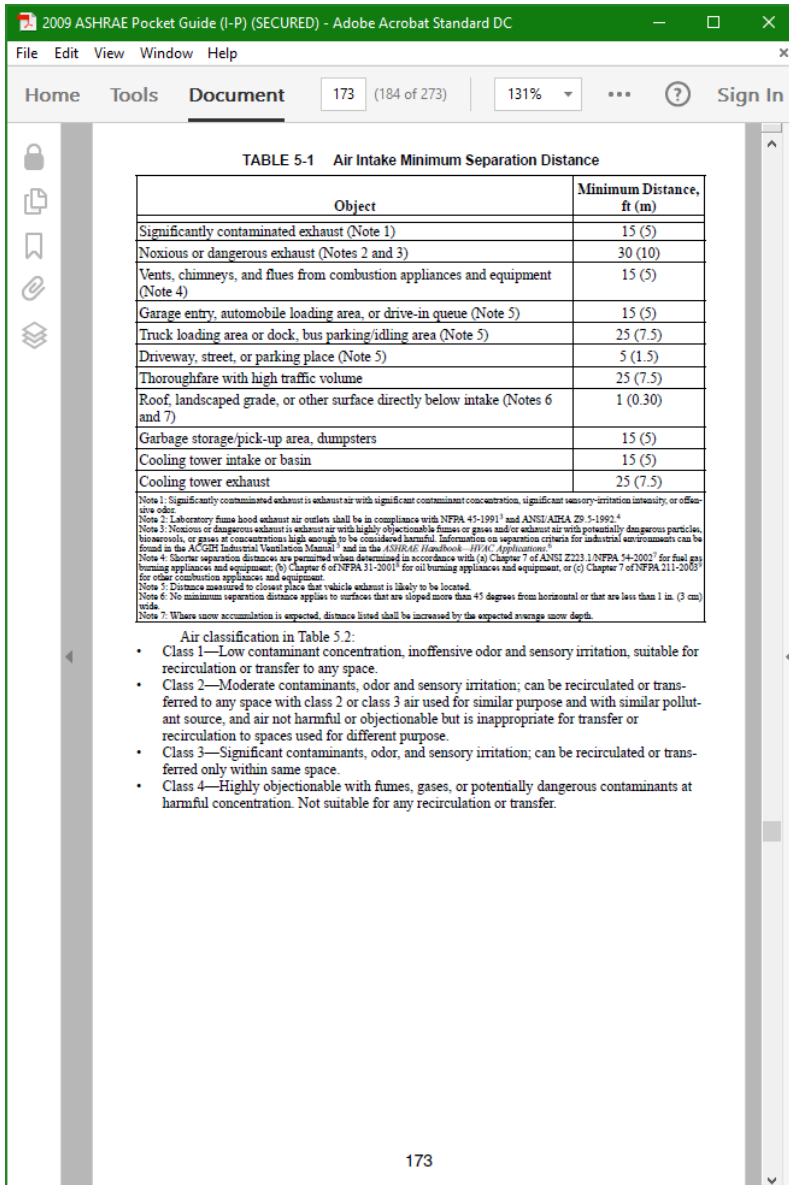 2009 ASHRAE Pocket Guide (I-P) (SECURED) - Adobe Acrobat Standard DC
File Edit View Window Help
Home Tools Document 173 (184 of 273) 131% Sign In
TABLE 5-1 Air Intake Minimum Separation Distance
Object
Minimum Distance,
ft (m)
Significantly contaminated exhaust (Note 1) 15 (5)
Noxious or dangerous exhaust (Notes 2 and 3) 30 (10)
Vents, chimneys, and flues from combustion appliances and equipment 15 (5)
(Note 4)
Garage entry, automobile loading area, or drive-in queue (Note 5) 15 (5)
Truck loading area or dock, bus parking/idling area (Note 5) 25 (7.5)
Driveway, street, or parking place (Note 5) 5 (1.5)
Thoroughfare with high traffic volume 25 (7.5)
Roof, landscaped grade, or other surface directly below intake (Notes 6 1 (0.30)
and 7)
Garbage storage/pick-up area, dumpsters 15 (5)
Cooling tower intake or basin 15 (5)
Cooling tower exhaust 25 (7.5)
Note 1: Significantly contaminated exhaust is exhaust air with significant contaminant concentration, significant sensory-irritation intensity, or offen-
sive odor.
Note 2: Laboratory fume hood exhaust air outlets shall be in compliance with NFPA 45-1991³ and ANSI/AIHA Z9.5-1992.⁴
Note 3: Noxious or dangerous exhaust is exhaust air with highly objectionable fumes or gases and/or exhaust air with potentially dangerous particles,
bioaerosols, or gases at concentrations high enough to be considered harmful. Information on separation criteria for industrial environments can be
found in the ACGIH Industrial Ventilation Manual⁵ and in the ASHRAE Handbook—HVAC Applications.⁶
Note 4: Shorter separation distances are permitted when determined in accordance with (a) Chapter 7 of ANSI Z223.1/NFPA 54-2002⁷ for fuel gas
burning appliances and equipment; (b) Chapter 6 of NFPA 31-2001⁸ for oil burning appliances and equipment, or (c) Chapter 7 of NFPA 211-2003⁹
for other combustion appliances and equipment.
Note 5: Distance measured to closest place that vehicle exhaust is likely to be located.
Note 6: No minimum separation distance applies to surfaces that are sloped more than 45 degrees from horizontal or that are less than 1 in. (3 cm)
wide.
Note 7: Where snow accumulation is expected, distance listed shall be increased by the expected average snow depth.
Air classification in Table 5.2:
• Class 1—Low contaminant concentration, inoffensive odor and sensory irritation, suitable for
recirculation or transfer to any space.
• Class 2—Moderate contaminants, odor and sensory irritation; can be recirculated or trans-
ferred to any space with class 2 or class 3 air used for similar purpose and with similar pollut-
ant source, and air not harmful or objectionable but is inappropriate for transfer or
recirculation to spaces used for different purpose.
• Class 3—Significant contaminants, odor, and sensory irritation; can be recirculated or trans-
ferred only within same space.
• Class 4—Highly objectionable with fumes, gases, or potentially dangerous contaminants at
harmful concentration. Not suitable for any recirculation or transfer.
173